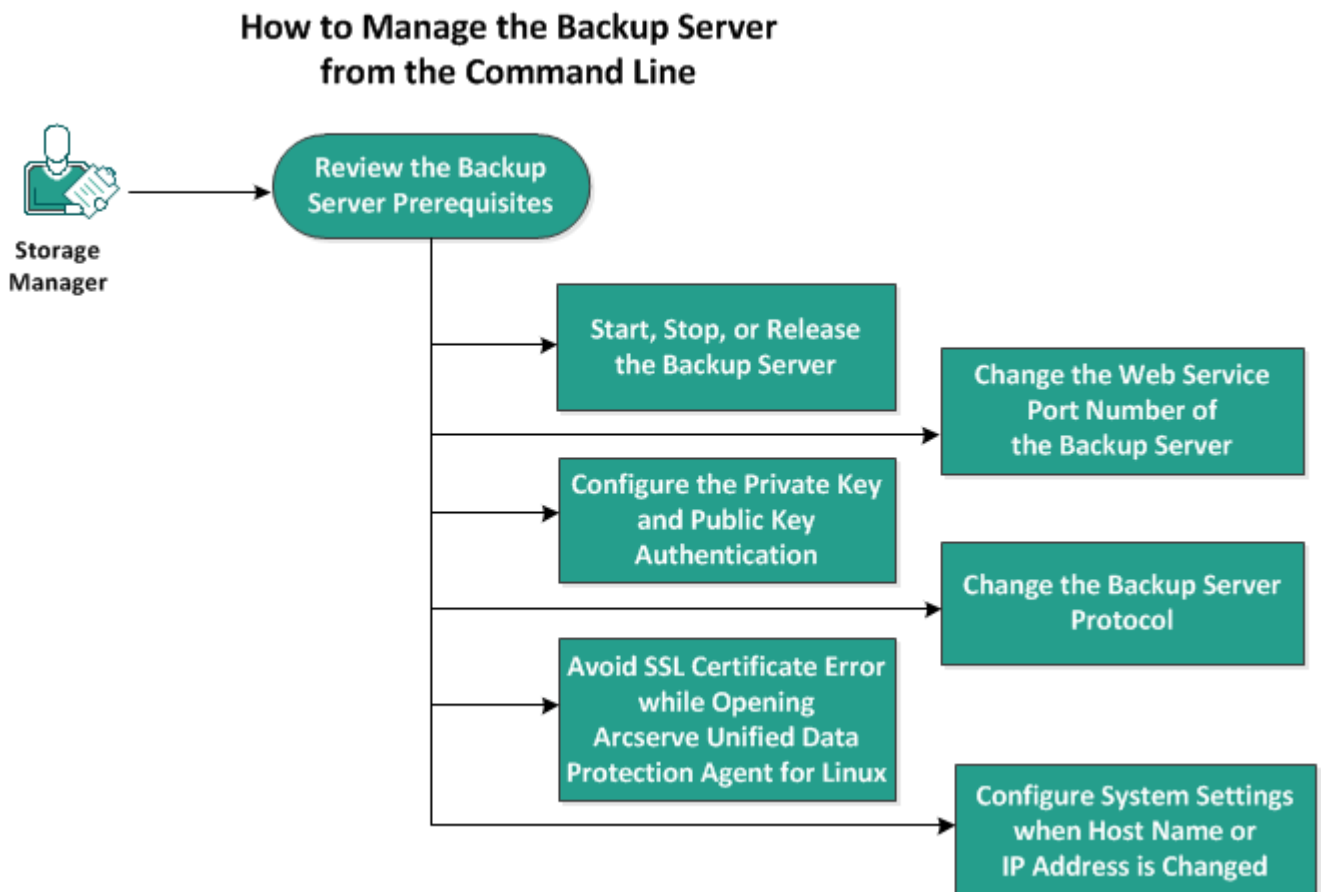 How to Manage the Backup Server
from the Command Line
Storage
Manager
Review the Backup
Server Prerequisites
Start, Stop, or Release
the Backup Server
Change the Web Service
Port Number of
the Backup Server
Configure the Private Key
and Public Key
Authentication
Change the Backup Server
Protocol
Avoid SSL Certificate Error
while Opening
Arcserve Unified Data
Protection Agent for Linux
Configure System Settings
when Host Name or
IP Address is Changed